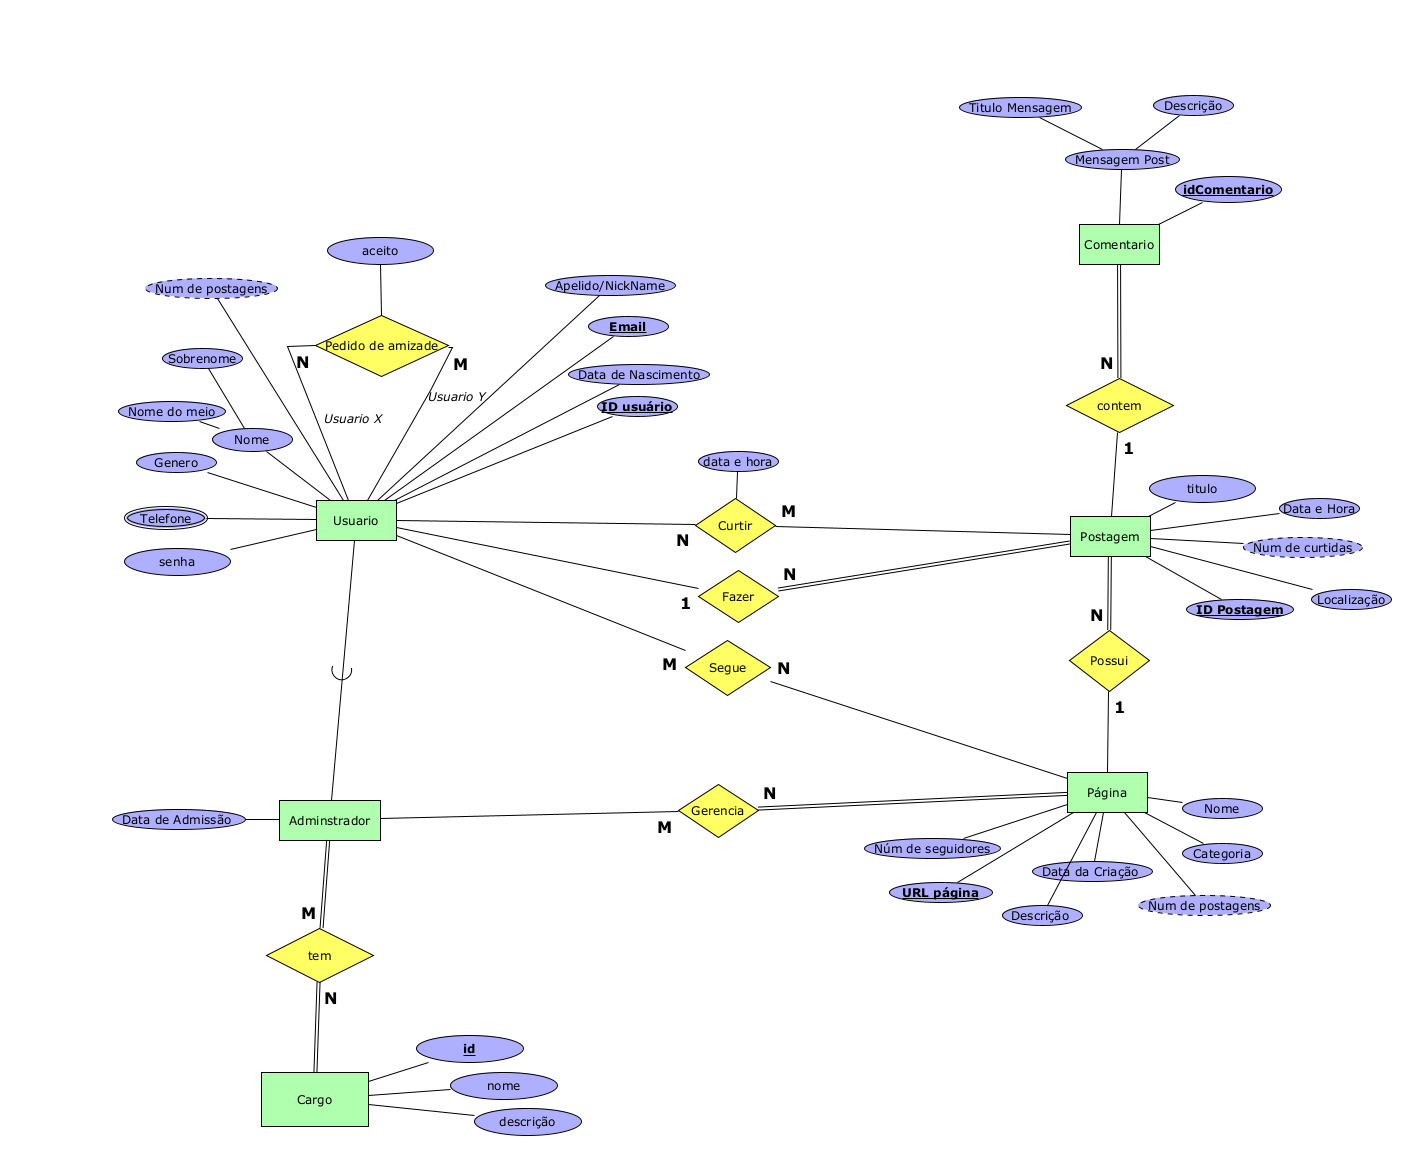 Titulo Mensagem
Descrição
Mensagem Post
idComentario
Comentario
aceito
Num de postagens
Apelido/NickName
Email
Pedido de amizade
N
M
Sobrenome
N
Data de Nascimento
Usuario Y
ID usuário
contem
Nome do meio
Usuario X
Nome
1
Genero
data e hora
titulo
Data e Hora
Telefone
Usuario
M
Curtir
N
Postagem
Num de curtidas
senha
N
Fazer
1
Localização
ID Postagem
N
M
Segue
N
Possui
1
Página
N
Nome
Data de Admissão
Adminstrador
Gerencia
M
Núm de seguidores
Categoria
Data da Criação
URL página
Num de postagens
M
Descrição
tem
N
id
nome
Cargo
descrição